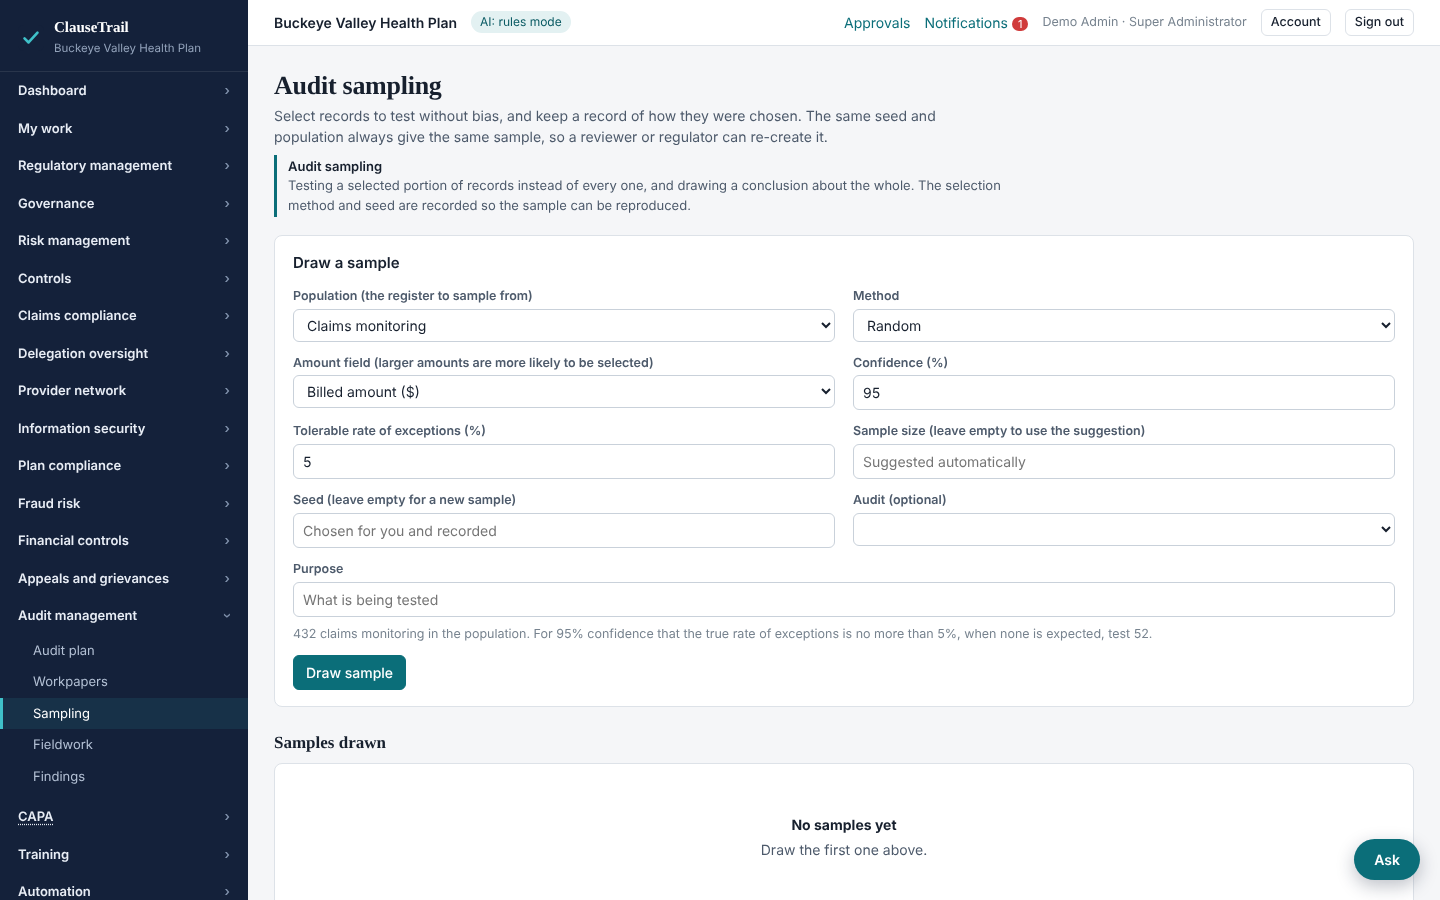 ClauseTrail
Buckeye Valley Health Plan
Dashboard
My work
Regulatory management
Governance
Risk management
Controls
Claims compliance
Delegation oversight
Provider network
Information security
Plan compliance
Fraud risk
Financial controls
Appeals and grievances
Audit management
Audit plan
Workpapers
Sampling
Fieldwork
Findings
CAPA
Training
Automation
Buckeye Valley Health Plan
AI: rules mode
Approvals
Notifications 1
Demo Admin · Super Administrator
Account
Sign out
Audit sampling
Select records to test without bias, and keep a record of how they were chosen. The same seed and
population always give the same sample, so a reviewer or regulator can re-create it.
Audit sampling
Testing a selected portion of records instead of every one, and drawing a conclusion about the whole. The selection
method and seed are recorded so the sample can be reproduced.
Draw a sample
Population (the register to sample from)
Claims monitoring
Method
Random
Amount field (larger amounts are more likely to be selected)
Billed amount ($)
Confidence (%)
95
Tolerable rate of exceptions (%)
5
Sample size (leave empty to use the suggestion)
Suggested automatically
Seed (leave empty for a new sample)
Chosen for you and recorded
Audit (optional)
Purpose
What is being tested
432 claims monitoring in the population. For 95% confidence that the true rate of exceptions is no more than 5%, when none is expected, test 52.
Draw sample
Samples drawn
No samples yet
Draw the first one above.
Ask